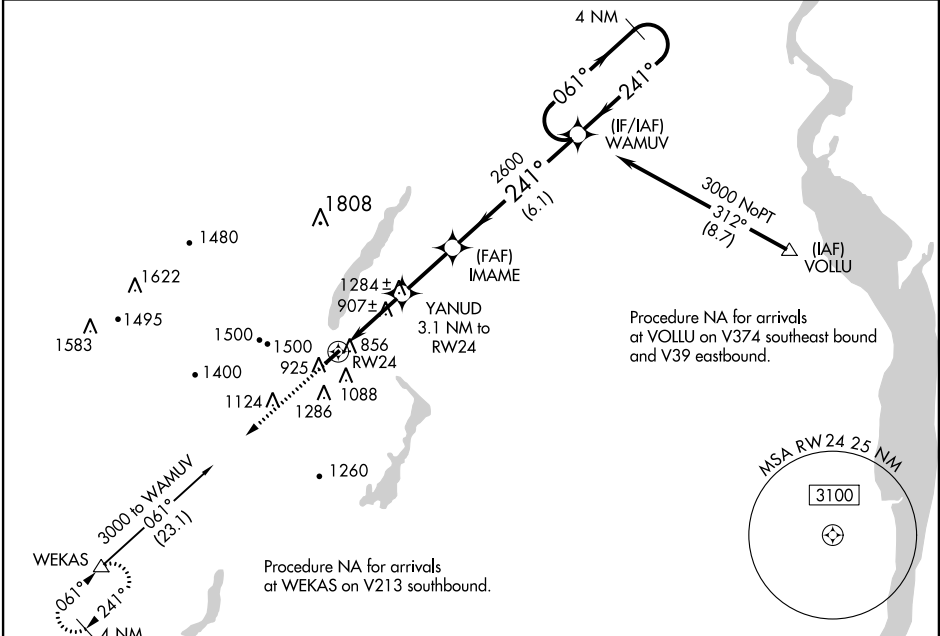 4 NM
061°
241°
(IF/IAF)
WAMUV
2600
241°
(6.1)
3000 NoPT
312°
(8.7)
(IAF)
VOLLU
1808
1480
1622
1495
1583
(FAF)
IMAME
1284±
907±
YANUD
3.1 NM to
RW24
Procedure NA for arrivals
at VOLLU on V374 southeast bound
and V39 eastbound.
1500
1500
856
925
RW24
1400
1088
1124
1286
1260
MSA RW24 25 NM
3100
3000 to WAMUV
061°
(23.1)
WEKAS
061°
241°
4 NM
Procedure NA for arrivals
at WEKAS on V213 southbound.